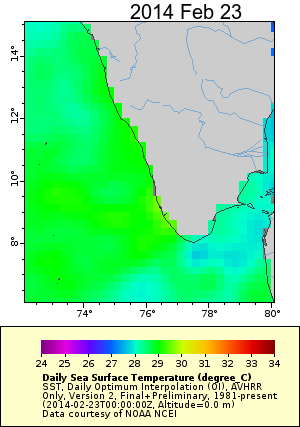 2014 Feb 23
14°
12°
10°
8°
74° 76° 78° 80°
24 25 26 27 28 29 30 31 32 33 34
Daily Sea Surface Temperature (degree_C)
SST, Daily Optimum Interpolation (OI), AVHRR
Only, Version 2, Final+Preliminary, 1981-present
(2014-02-23T00:00:00Z, Altitude=0.0 m)
Data courtesy of NOAA NCEI